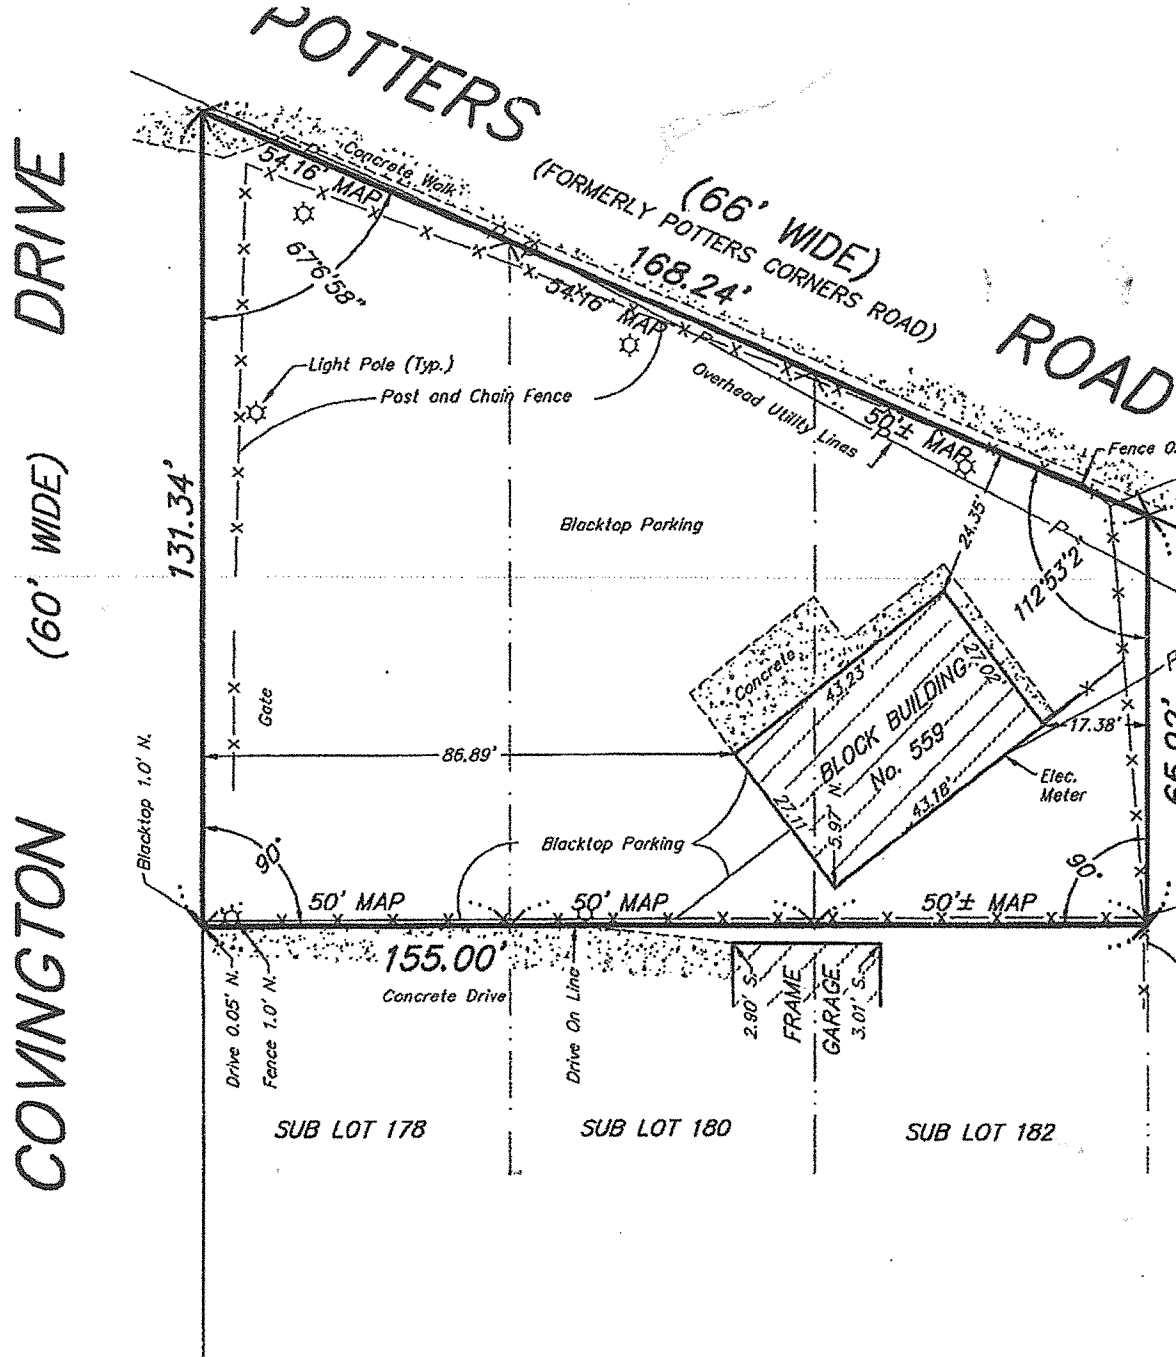 POTTERS
ROAD
(66' WIDE)
(FORMERLY POTTERS CORNERS ROAD)
168.24'
DRIVE
(60' WIDE)
COVINGTON
Concrete Walk
54.16' MAP
67°6'58"
54.16' MAP
Light Pole (Typ.)
Post and Chain Fence
Overhead Utility Lines
P
P
P
P
P
P
50'± MAP
Fence
131.34'
Blacktop Parking
24.35'
112°53'2"
Gate
Concrete
43.23'
27.02'
BLOCK BUILDING
No. 559
17.38'
86.89'
Elec.
Meter
27.11'
5.97' N.
43.18'
Blacktop 1.0' N.
Blacktop Parking
90°
90°
50' MAP
50' MAP
50'± MAP
155.00'
Concrete Drive
Drive 0.05' N.
Fence 1.0' N.
Drive On Line
2.90' S.
FRAME
GARAGE
3.01' S.
SUB LOT 178
SUB LOT 180
SUB LOT 182